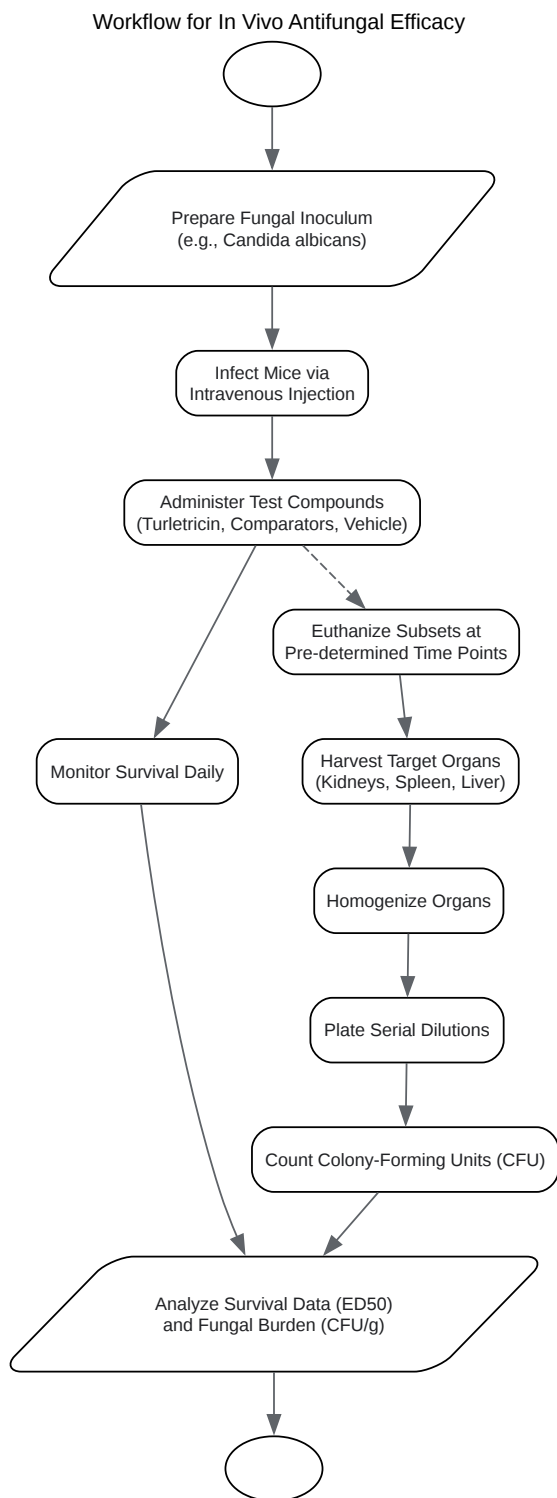 Workflow for In Vivo Antifungal Efficacy
Prepare Fungal Inoculum
(e.g., Candida albicans)
Infect Mice via
Intravenous Injection
Administer Test Compounds
(Turletricin, Comparators, Vehicle)
Euthanize Subsets at
Pre-determined Time Points
Monitor Survival Daily
Harvest Target Organs
(Kidneys, Spleen, Liver)
Homogenize Organs
Plate Serial Dilutions
Count Colony-Forming Units (CFU)
Analyze Survival Data (ED50)
and Fungal Burden (CFU/g)